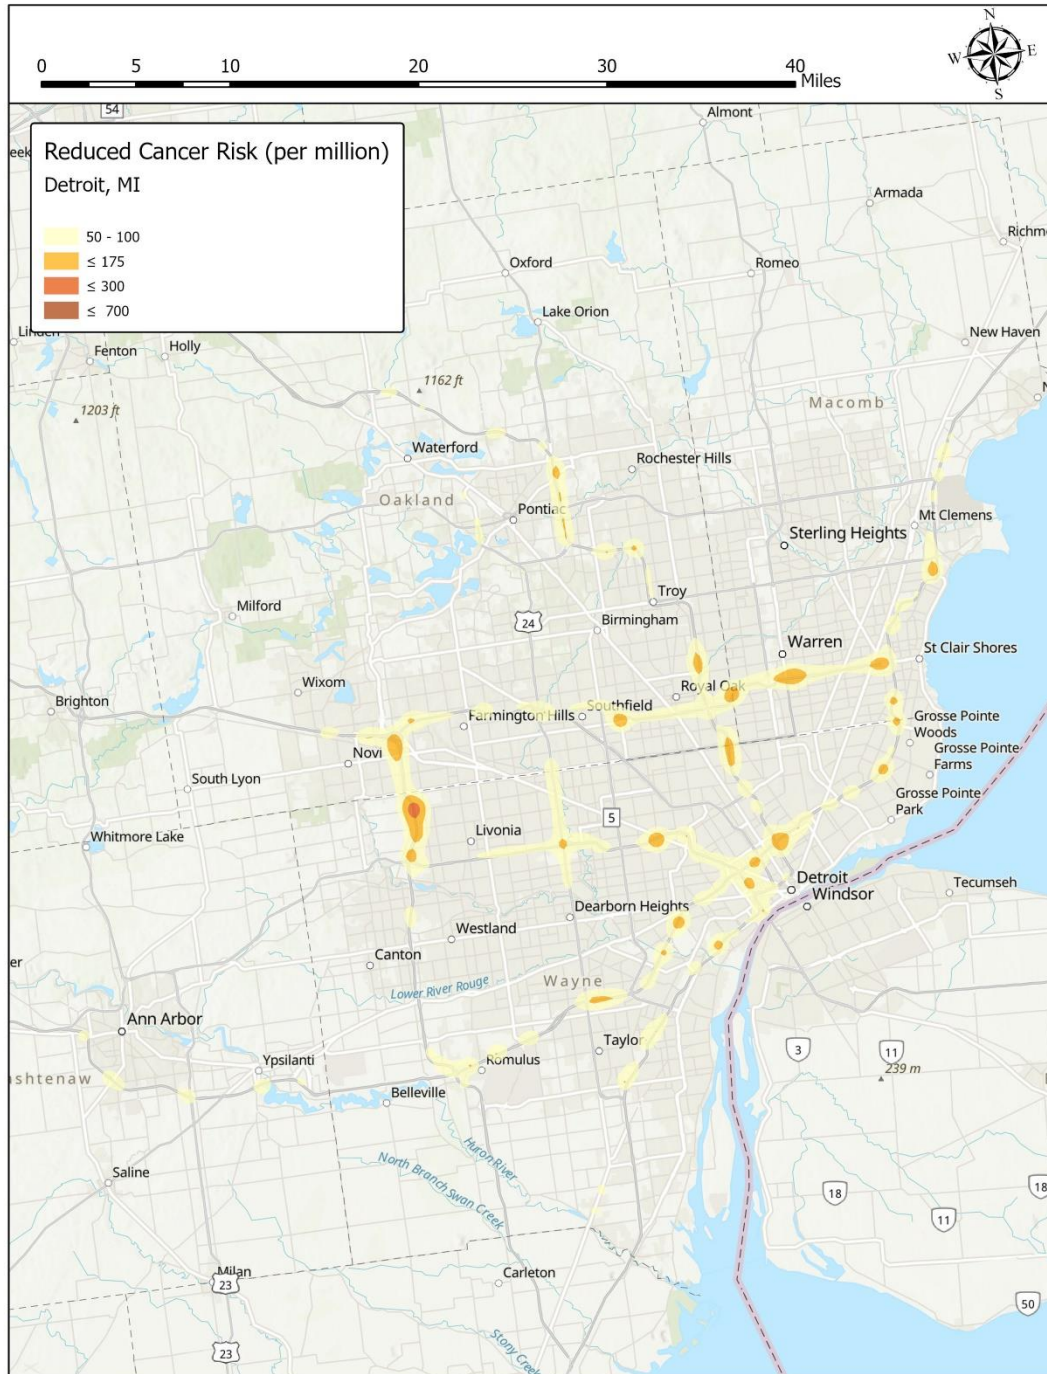 N
W E
S
0 5 10 20 30 40
Miles
54
Almont
Reduced Cancer Risk (per million)
Detroit, MI
50 - 100
≤ 175
≤ 300
≤ 700
Armada
Oxford
Romeo
Lake Orion
New Haven
Fenton
Holly
1162 ft
1203 ft
Macomb
Waterford
Rochester Hills
Oakland
Pontiac
Mt Clemens
Sterling Heights
Milford
Troy
24
Birmingham
Warren
St Clair Shores
Wixom
Royal Oak
Brighton
Southfield
Farmington Hills
Grosse Pointe
Woods
Novi
Grosse Pointe
Farms
South Lyon
Grosse Pointe
Park
5
Whitmore Lake
Livonia
Detroit
Windsor
Tecumseh
Dearborn Heights
Westland
Canton
er
Wayne
Lower River Rouge
Ann Arbor
Taylor
3
11
Ypsilanti
Romulus
239 m
ashtenaw
Belleville
Huron River
North Branch Swan Creek
Saline
18
18
11
Milan
23
Carleton
50
23
Stony Creek